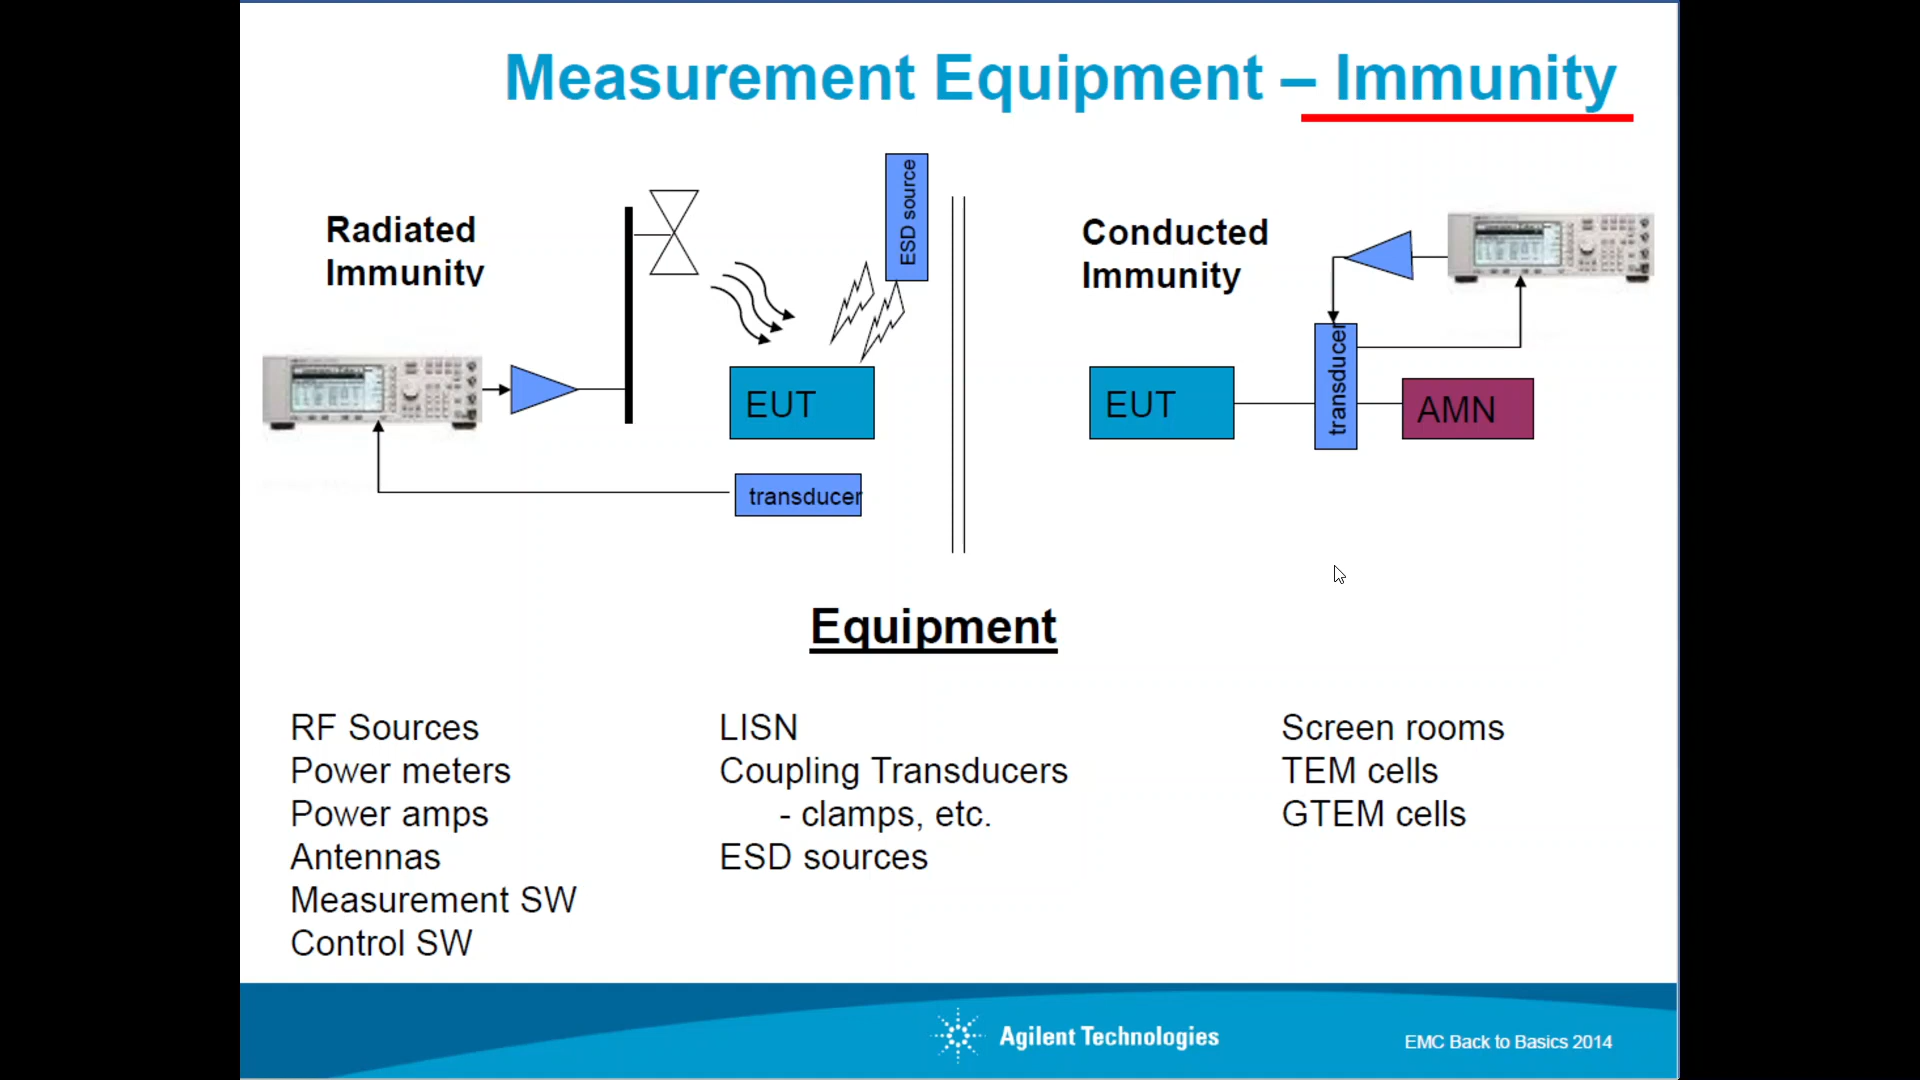 Measurement Equipment – Immunity
Radiated
Immunity
ESD source
EUT
transducer
Conducted
Immunity
transducer
EUT
AMN
Equipment
RF Sources
Power meters
Power amps
Antennas
Measurement SW
Control SW
LISN
Coupling Transducers
- clamps, etc.
ESD sources
Screen rooms
TEM cells
GTEM cells
Agilent Technologies
EMC Back to Basics 2014